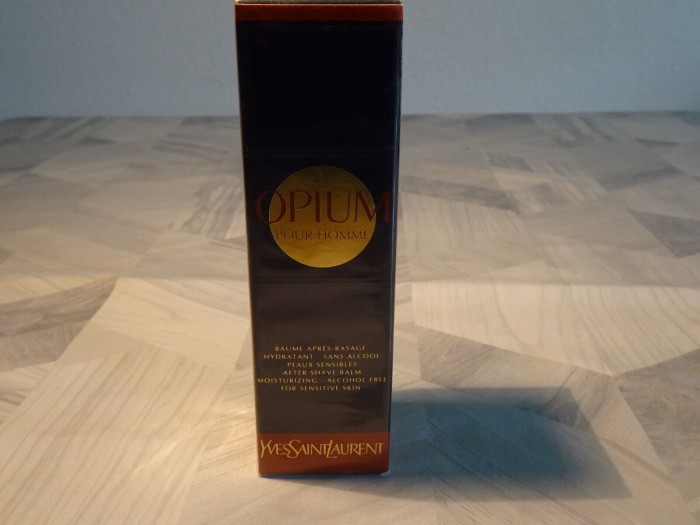 OPIUM
POUR HOMME
BAUME APRÈS-RASAGE
HYDRATANT · SANS ALCOOL
PEAUX SENSIBLES
AFTER SHAVE BALM
MOISTURIZING · ALCOHOL FREE
FOR SENSITIVE SKIN
YVESSAINTLAURENT